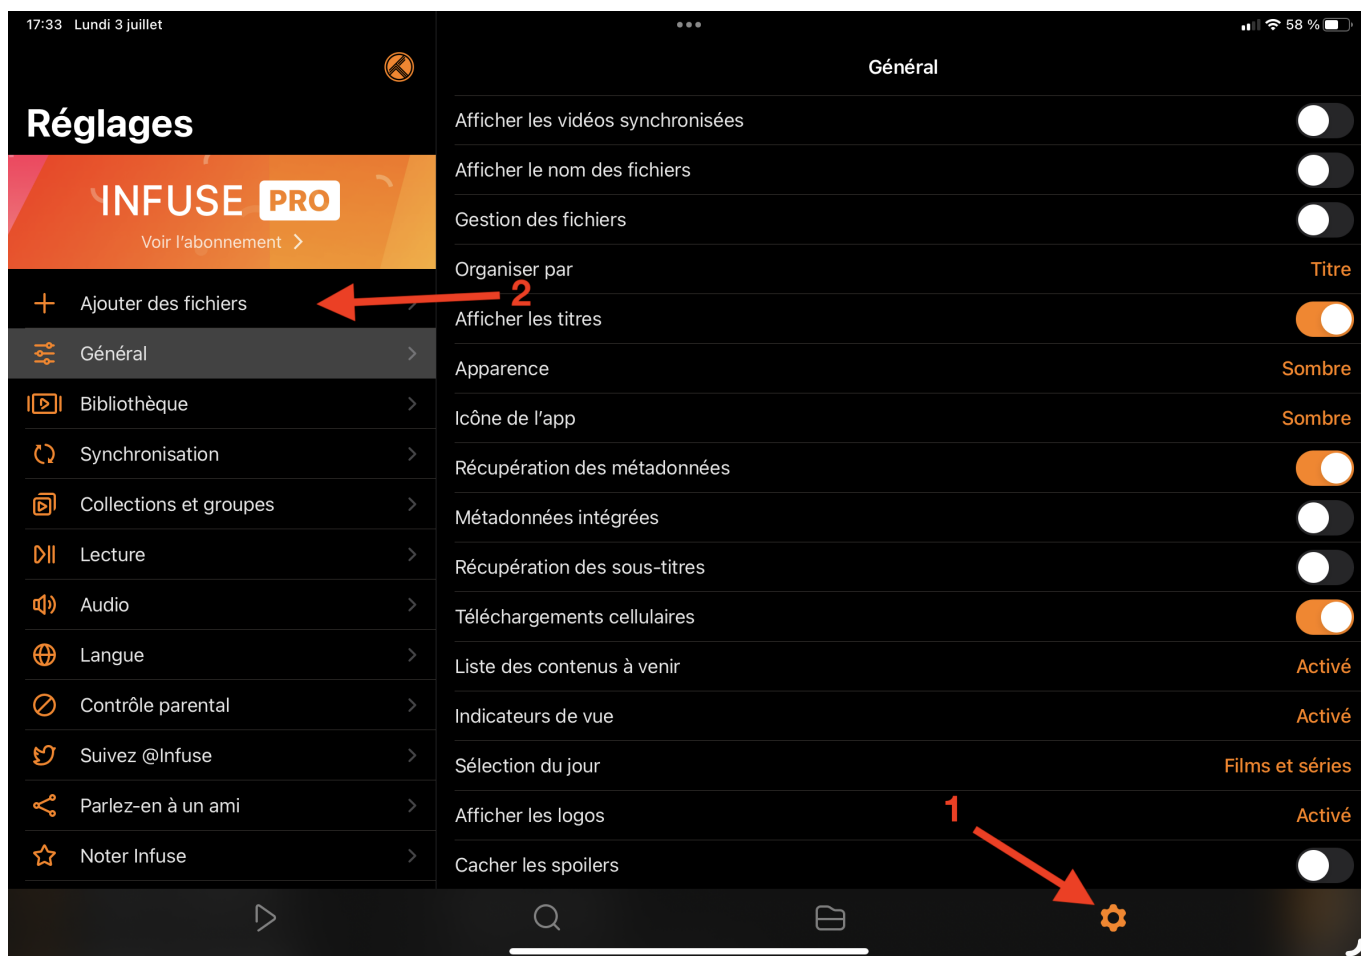 17:33 Lundi 3 juillet
58 %
Général
Réglages
INFUSE PRO
Voir l'abonnement
Ajouter des fichiers
Général
Bibliothèque
Synchronisation
Collections et groupes
Lecture
Audio
Langue
Contrôle parental
Suivez @Infuse
Parlez-en à un ami
Noter Infuse
Afficher les vidéos synchronisées
Afficher le nom des fichiers
Gestion des fichiers
Organiser par Titre
2
Afficher les titres
Apparence Sombre
Icône de l'app Sombre
Récupération des métadonnées
Métadonnées intégrées
Récupération des sous-titres
Téléchargements cellulaires
Liste des contenus à venir Activé
Indicateurs de vue Activé
Sélection du jour Films et séries
1
Afficher les logos Activé
Cacher les spoilers